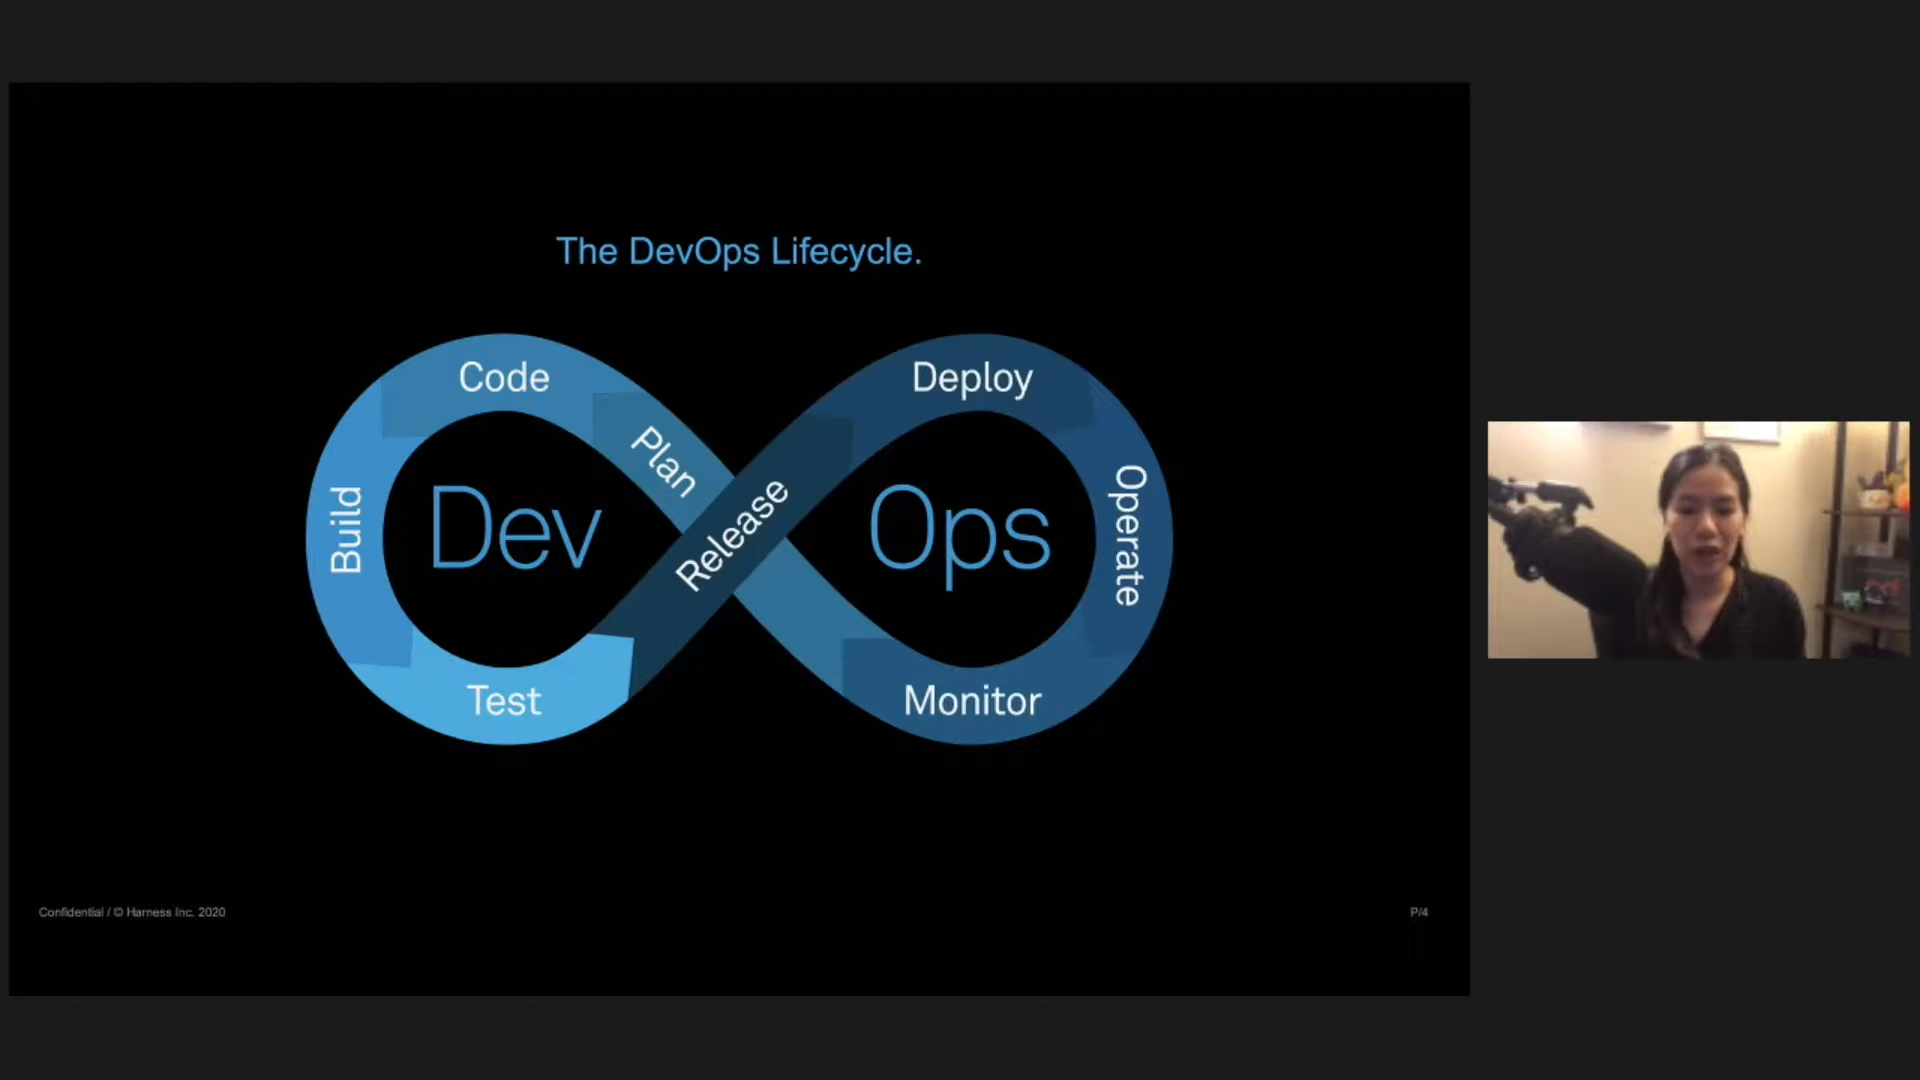 The DevOps Lifecycle.
Code
Deploy
Plan
Build
Dev
Release
Ops
Operate
Test
Monitor
Confidential / © Harness Inc. 2020
P/4